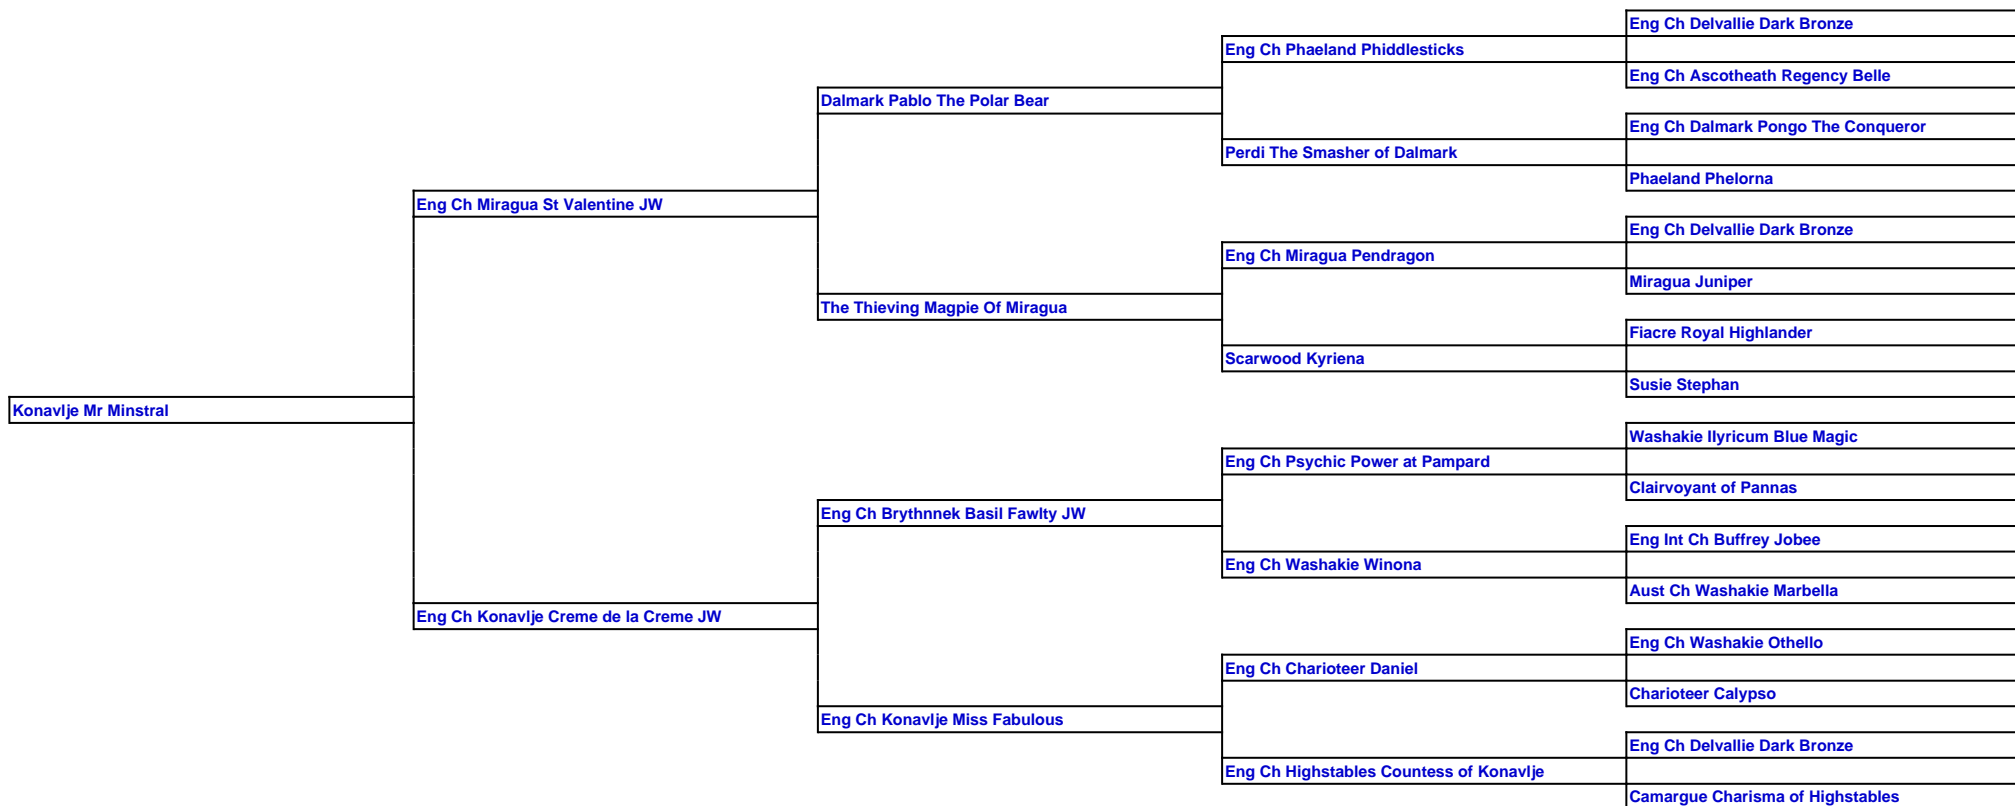 Eng Ch Delvallie Dark Bronze
Eng Ch Phaeland Phiddlesticks
Eng Ch Ascotheath Regency Belle
Dalmark Pablo The Polar Bear
Eng Ch Dalmark Pongo The Conqueror
Perdi The Smasher of Dalmark
Phaeland Phelorna
Eng Ch Miragua St Valentine JW
Eng Ch Delvallie Dark Bronze
Eng Ch Miragua Pendragon
Miragua Juniper
The Thieving Magpie Of Miragua
Fiacre Royal Highlander
Scarwood Kyriena
Susie Stephan
Konavlje Mr Minstral
Washakie Ilyricum Blue Magic
Eng Ch Psychic Power at Pampard
Clairvoyant of Pannas
Eng Ch Brythnnek Basil Fawlty JW
Eng Int Ch Buffrey Jobee
Eng Ch Washakie Winona
Aust Ch Washakie Marbella
Eng Ch Konavlje Creme de la Creme JW
Eng Ch Washakie Othello
Eng Ch Charioteer Daniel
Charioteer Calypso
Eng Ch Konavlje Miss Fabulous
Eng Ch Delvallie Dark Bronze
Eng Ch Highstables Countess of Konavlje
Camargue Charisma of Highstables